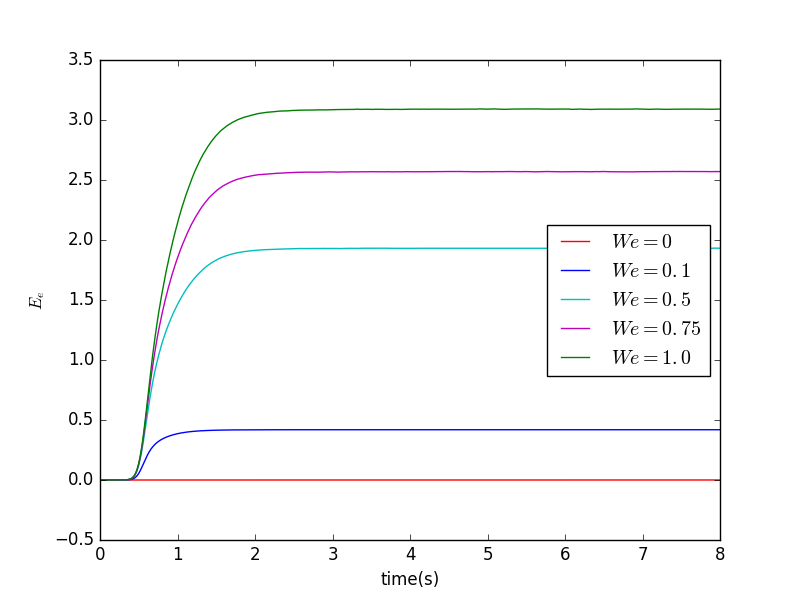 3.5
3.0
2.5
2.0
1.5
1.0
0.5
0.0
−0.5
E_e
0 1 2 3 4 5 6 7 8
time(s)
We = 0
We = 0.1
We = 0.5
We = 0.75
We = 1.0